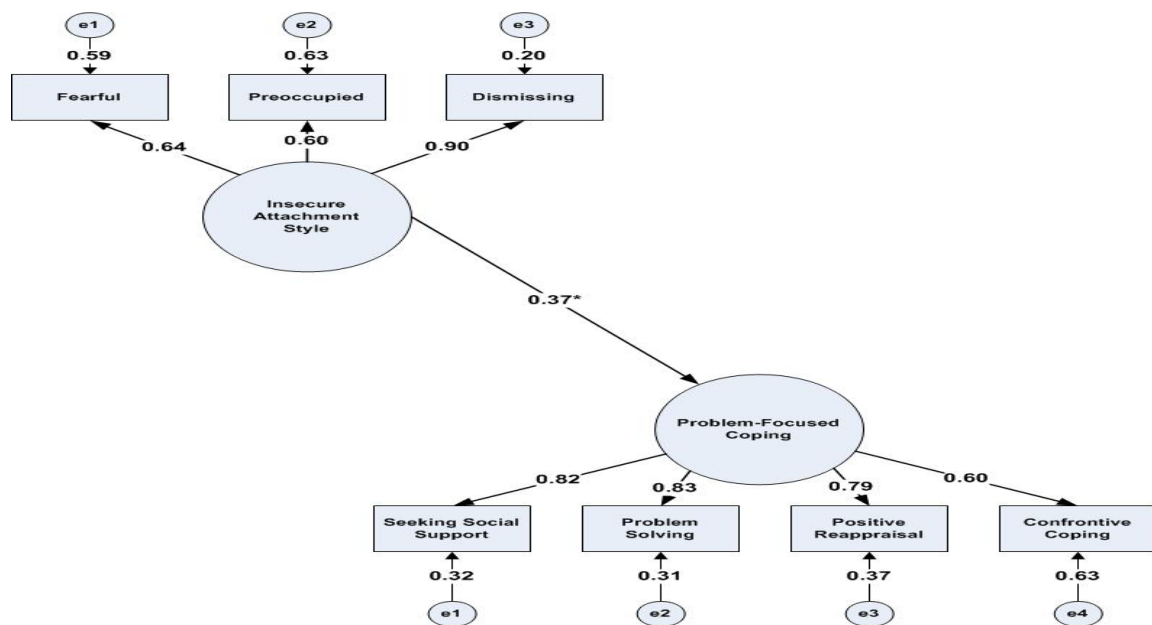 e1
e2
e3
0.59
0.63
0.20
Fearful
Preoccupied
Dismissing
0.64
0.60
0.90
Insecure
Attachment
Style
0.37*
Problem-Focused
Coping
0.82
0.83
0.79
0.60
Seeking Social
Support
Problem
Solving
Positive
Reappraisal
Confrontive
Coping
0.32
0.31
0.37
0.63
e1
e2
e3
e4